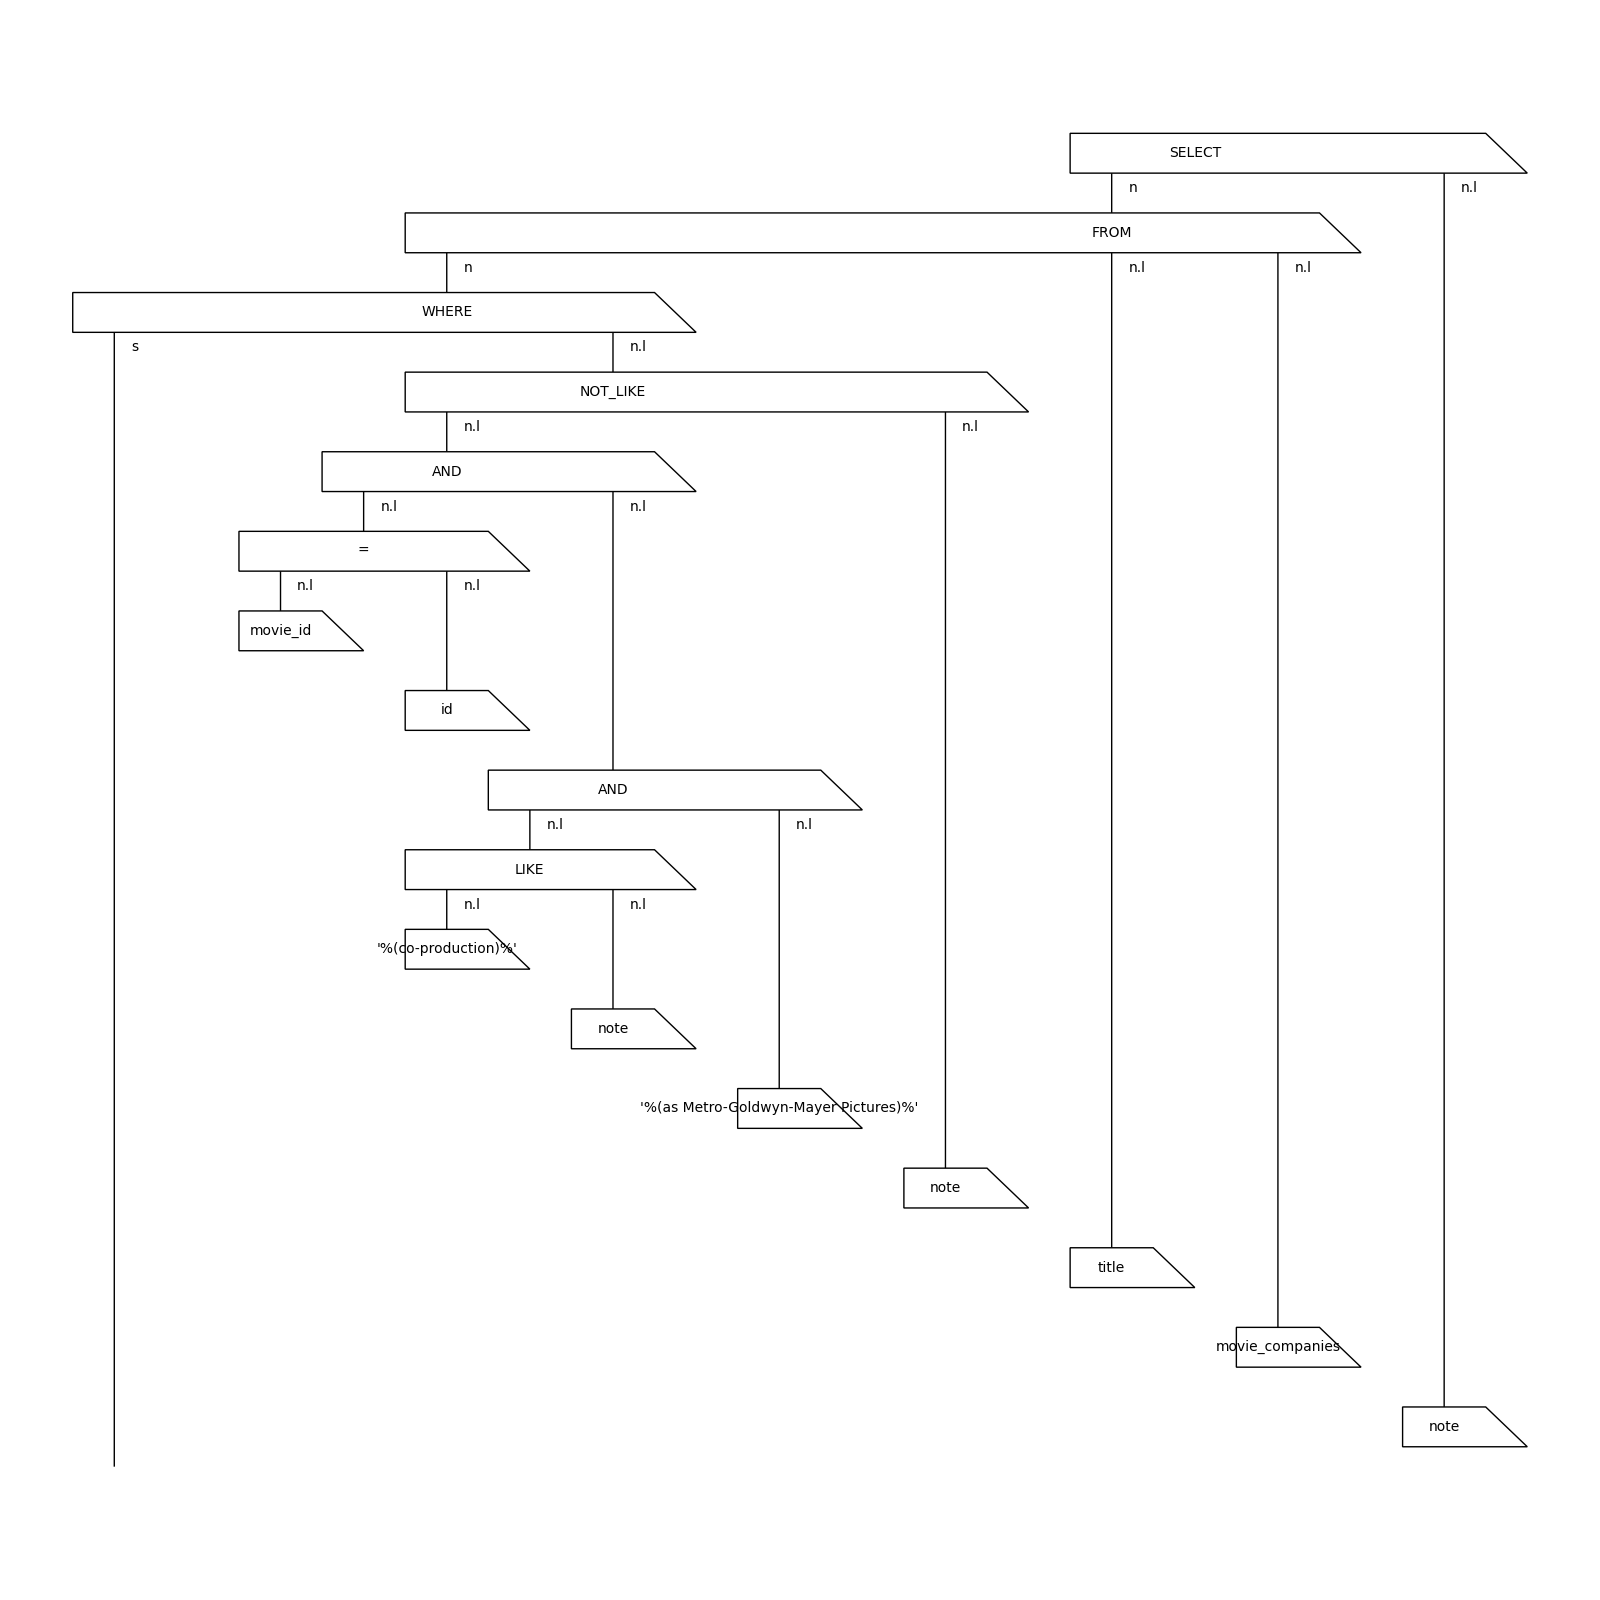 SELECT
n n.l
FROM
n n.l n.l
WHERE
s n.l
NOT_LIKE
n.l n.l
AND
n.l n.l
=
n.l n.l
movie_id
id
AND
n.l n.l
LIKE
n.l n.l
'%(co-production)%'
note
'%(as Metro-Goldwyn-Mayer Pictures)%'
note
title
movie_companies
note